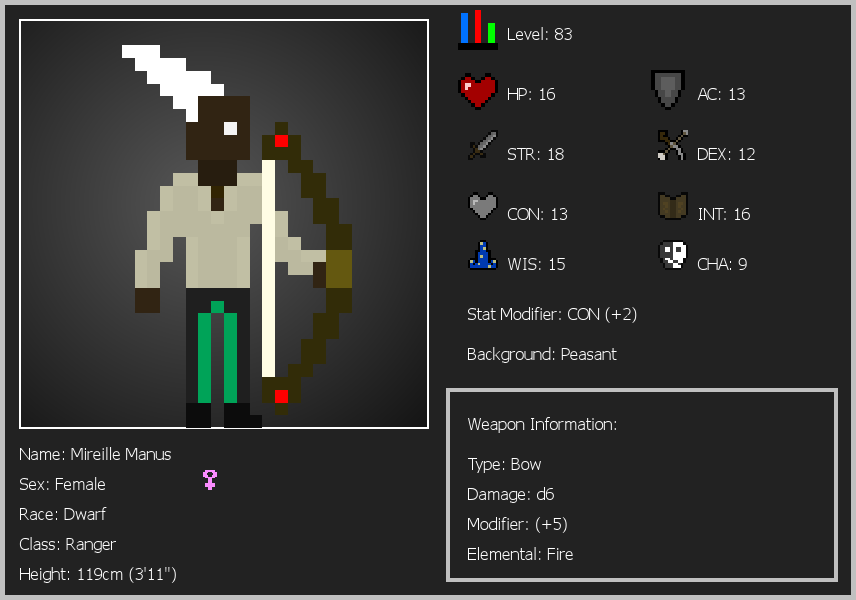 Level: 83
HP: 16
AC: 13
STR: 18
DEX: 12
CON: 13
INT: 16
WIS: 15
CHA: 9
Stat Modifier: CON (+2)
Background: Peasant
Weapon Information:
Type: Bow
Damage: d6
Modifier: (+5)
Elemental: Fire
Name: Mireille Manus
Sex: Female
Race: Dwarf
Class: Ranger
Height: 119cm (3'11")